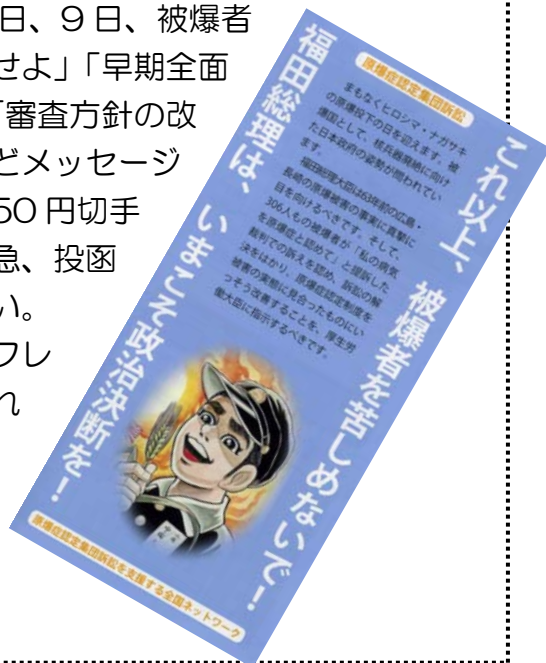 日、9日、被爆者
せよ」「早期全面
「審査方針の改
どメッセージ
50円切手
急、投函
い。
フレ
れ
原爆症認定集団訴訟
これ以上、被爆者を苦しめないで！
まもなくヒロシマ・ナガサキ
の原爆投下の日を迎えます。被
爆国として、核兵器廃絶に向け
た日本政府の姿勢が問われてい
ます。
福田総理大臣は63年前の広島・
長崎の原爆被害の事実に真摯に
目を向けるべきです。そして、
306人もの被爆者が「私の病気
を原爆症と認めて」と提訴した
裁判での訴えを認め、訴訟の解
決をはかり、原爆症認定制度を
被害の実態に見合ったものにい
っそう改善することを、厚生労
働大臣に指示するべきです。
福田総理は、いまこそ政治決断を！
原爆症認定集団訴訟を支援する全国ネットワーク